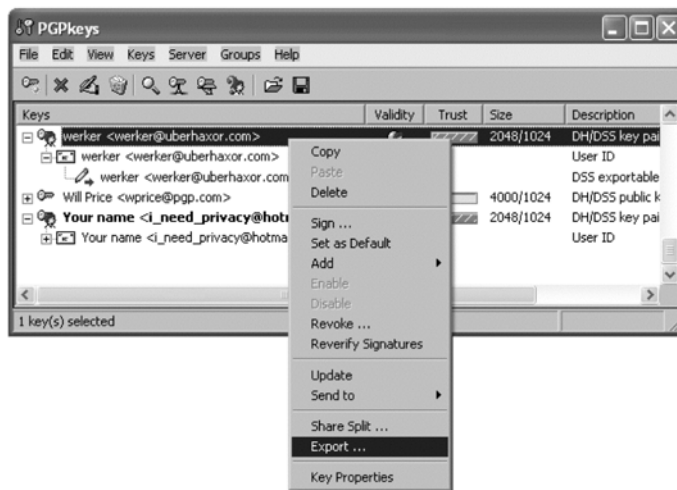 PGPkeys
File Edit View Keys Server Groups Help
Keys Validity Trust Size Description
werker <werker@uberhaxor.com> 2048/1024 DH/DSS key pai
werker <werker@uberhaxor.com> User ID
werker <werker@uberhaxor.com DSS exportable
Will Price <wprice@pgp.com> 4000/1024 DH/DSS public k
Your name <i_need_privacy@hotm 2048/1024 DH/DSS key pai
Your name <i_need_privacy@hotma User ID
1 key(s) selected
Copy
Paste
Delete
Sign ...
Set as Default
Add
Enable
Disable
Revoke ...
Reverify Signatures
Update
Send to
Share Split ...
Export ...
Key Properties